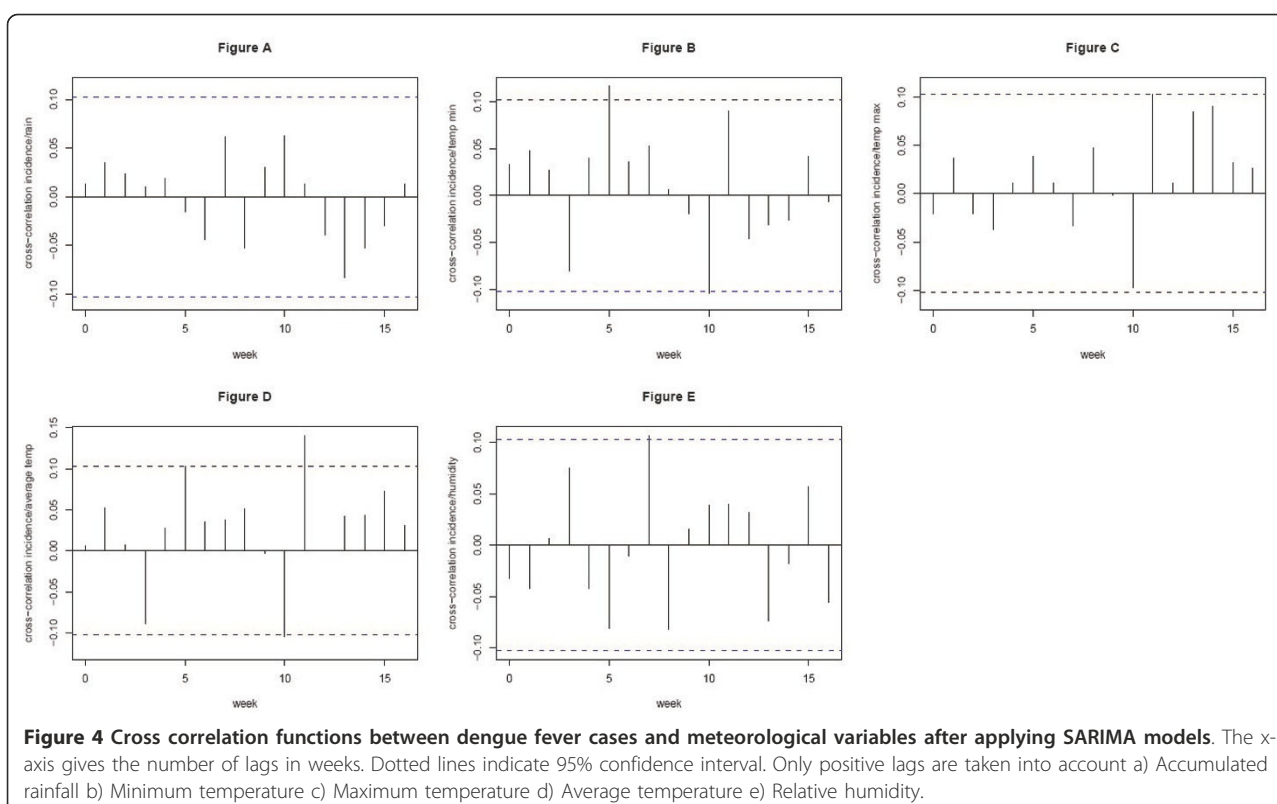 Figure A
cross-correlation incidence/rain
0.10
0.05
0.00
-0.05
-0.10
0 5 10 15
week
Figure B
cross-correlation incidence/temp min
0.10
0.05
0.00
-0.05
-0.10
0 5 10 15
week
Figure C
cross-correlation incidence/temp max
0.10
0.05
0.00
-0.05
-0.10
0 5 10 15
week
Figure D
cross-correlation incidence/average temp
0.15
0.10
0.05
0.00
-0.05
-0.10
0 5 10 15
week
Figure E
cross-correlation incidence/humidity
0.10
0.05
0.00
-0.05
-0.10
0 5 10 15
week
Figure 4 Cross correlation functions between dengue fever cases and meteorological variables after applying SARIMA models. The x-
axis gives the number of lags in weeks. Dotted lines indicate 95% confidence interval. Only positive lags are taken into account a) Accumulated
rainfall b) Minimum temperature c) Maximum temperature d) Average temperature e) Relative humidity.